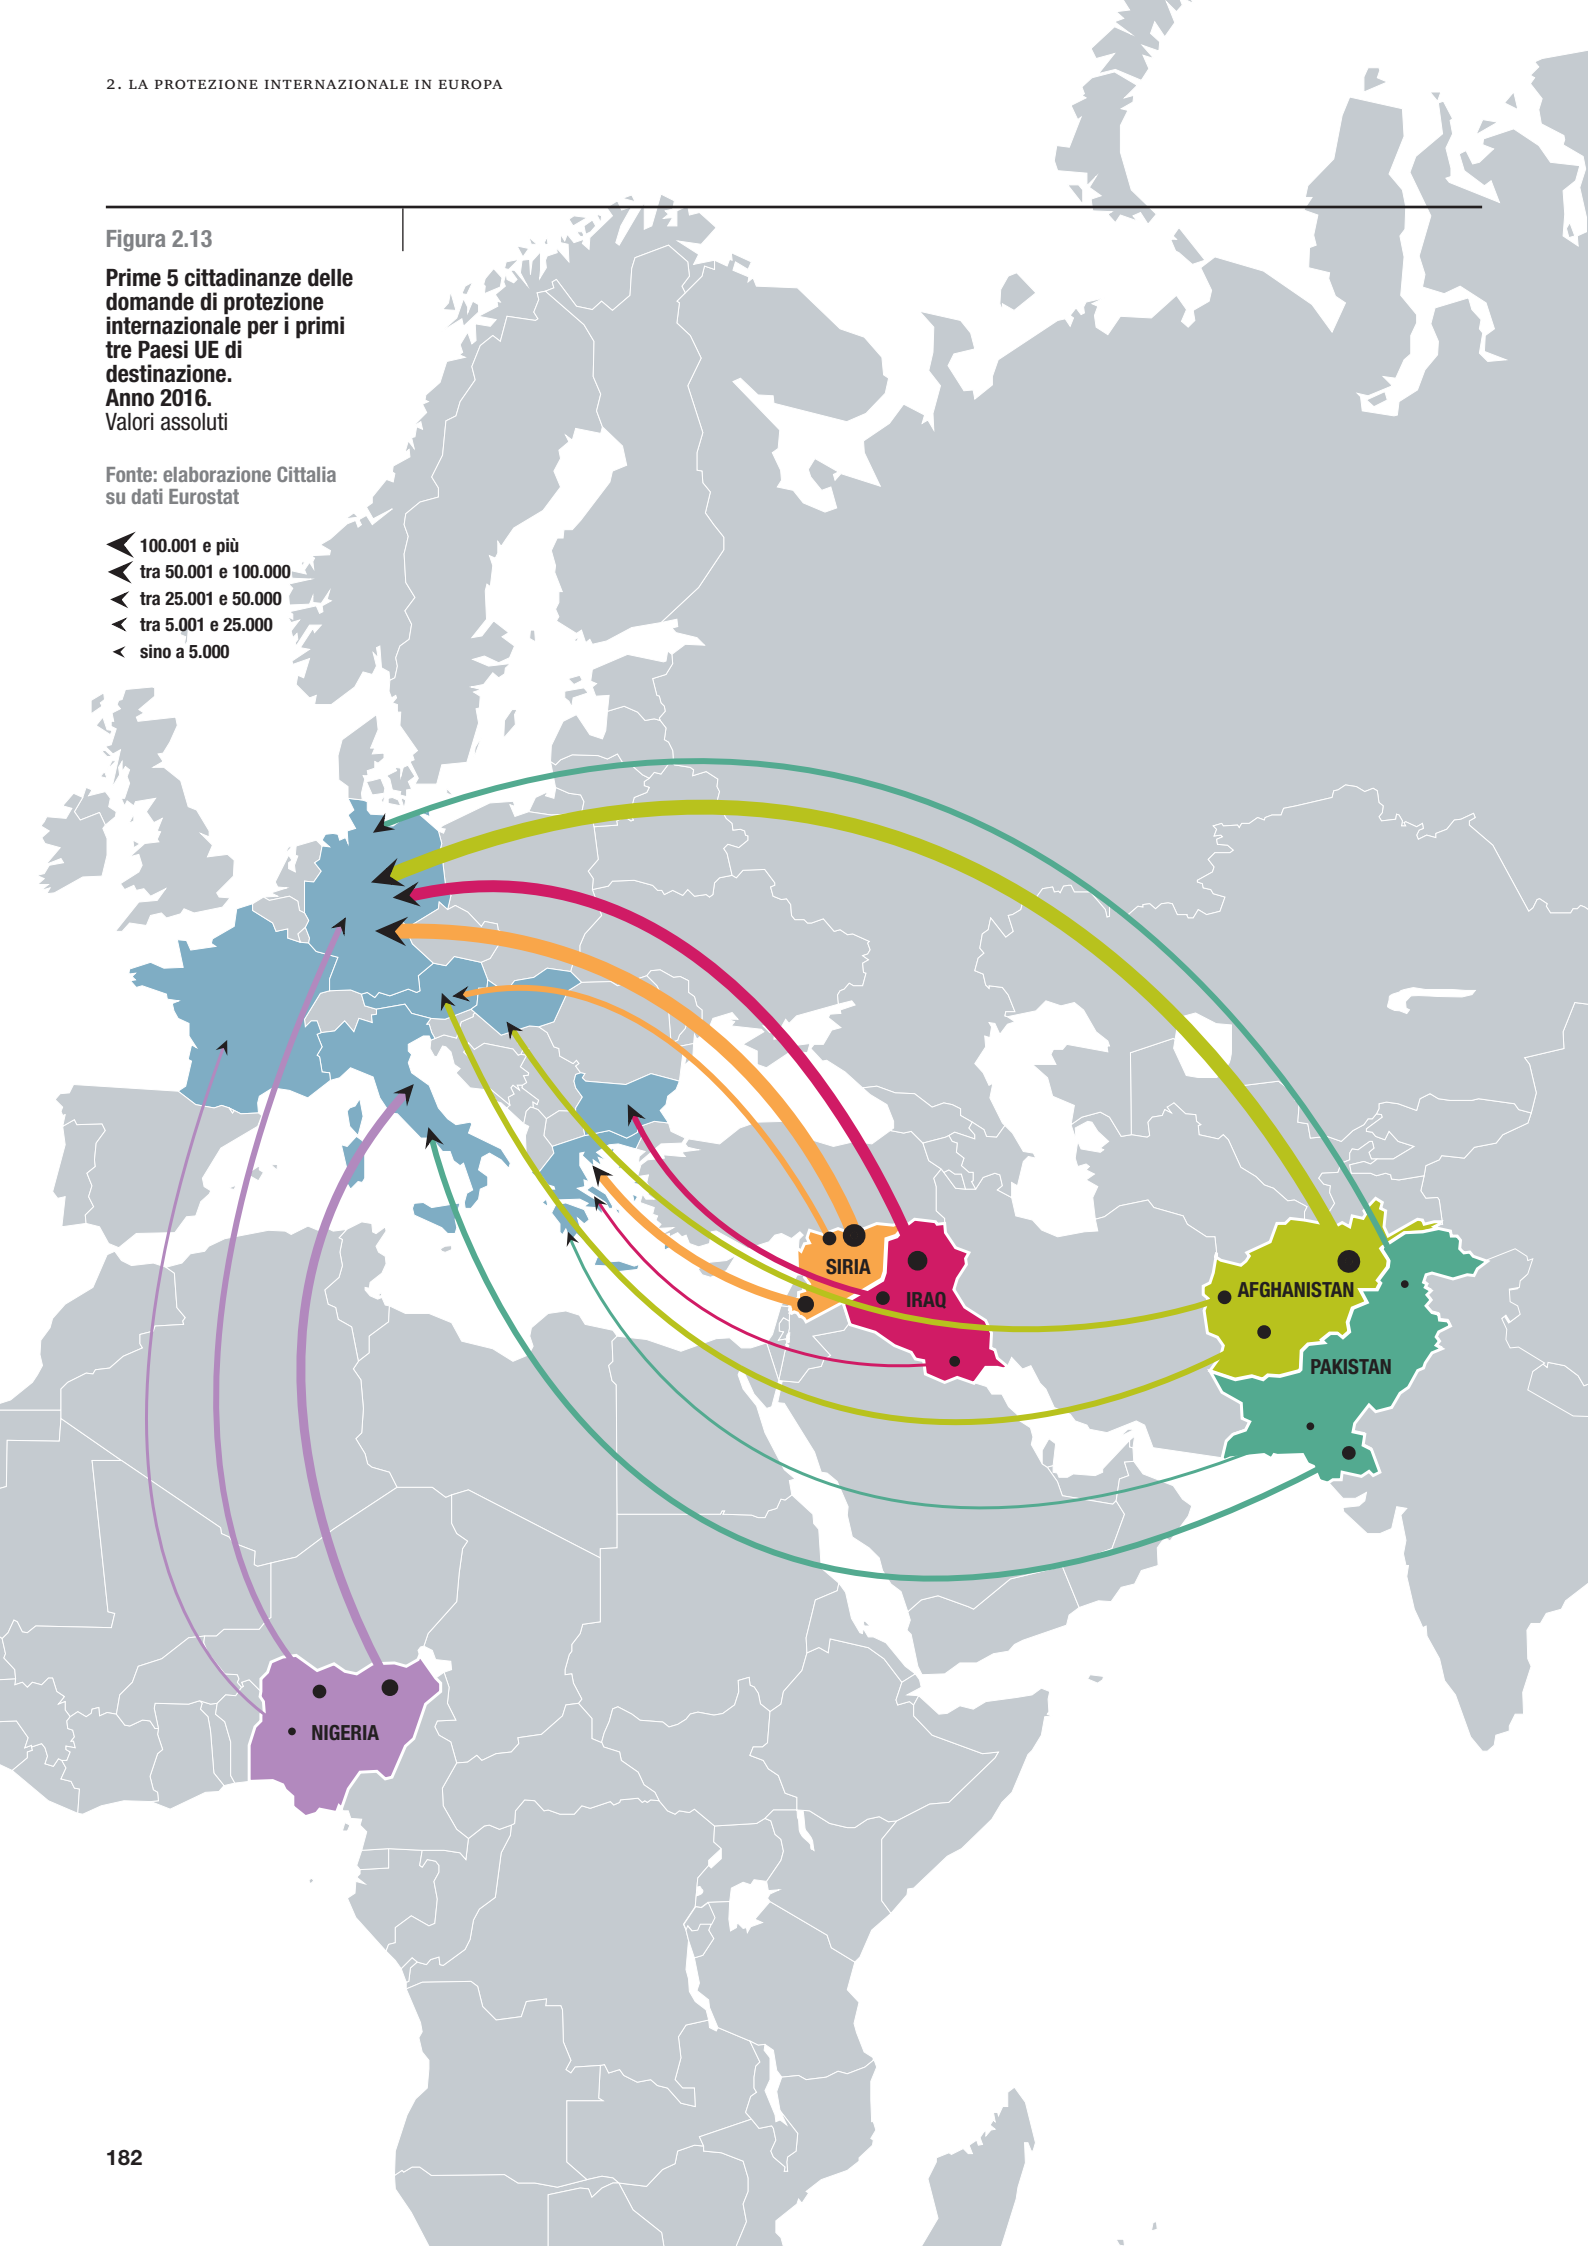 2. LA PROTEZIONE INTERNAZIONALE IN EUROPA
Figura 2.13
Prime 5 cittadinanze delle
domande di protezione
internazionale per i primi
tre Paesi UE di
destinazione.
Anno 2016.
Valori assoluti
Fonte: elaborazione Cittalia
su dati Eurostat
100.001 e più
tra 50.001 e 100.000
tra 25.001 e 50.000
tra 5.001 e 25.000
sino a 5.000
SIRIA
IRAQ
AFGHANISTAN
PAKISTAN
NIGERIA
182